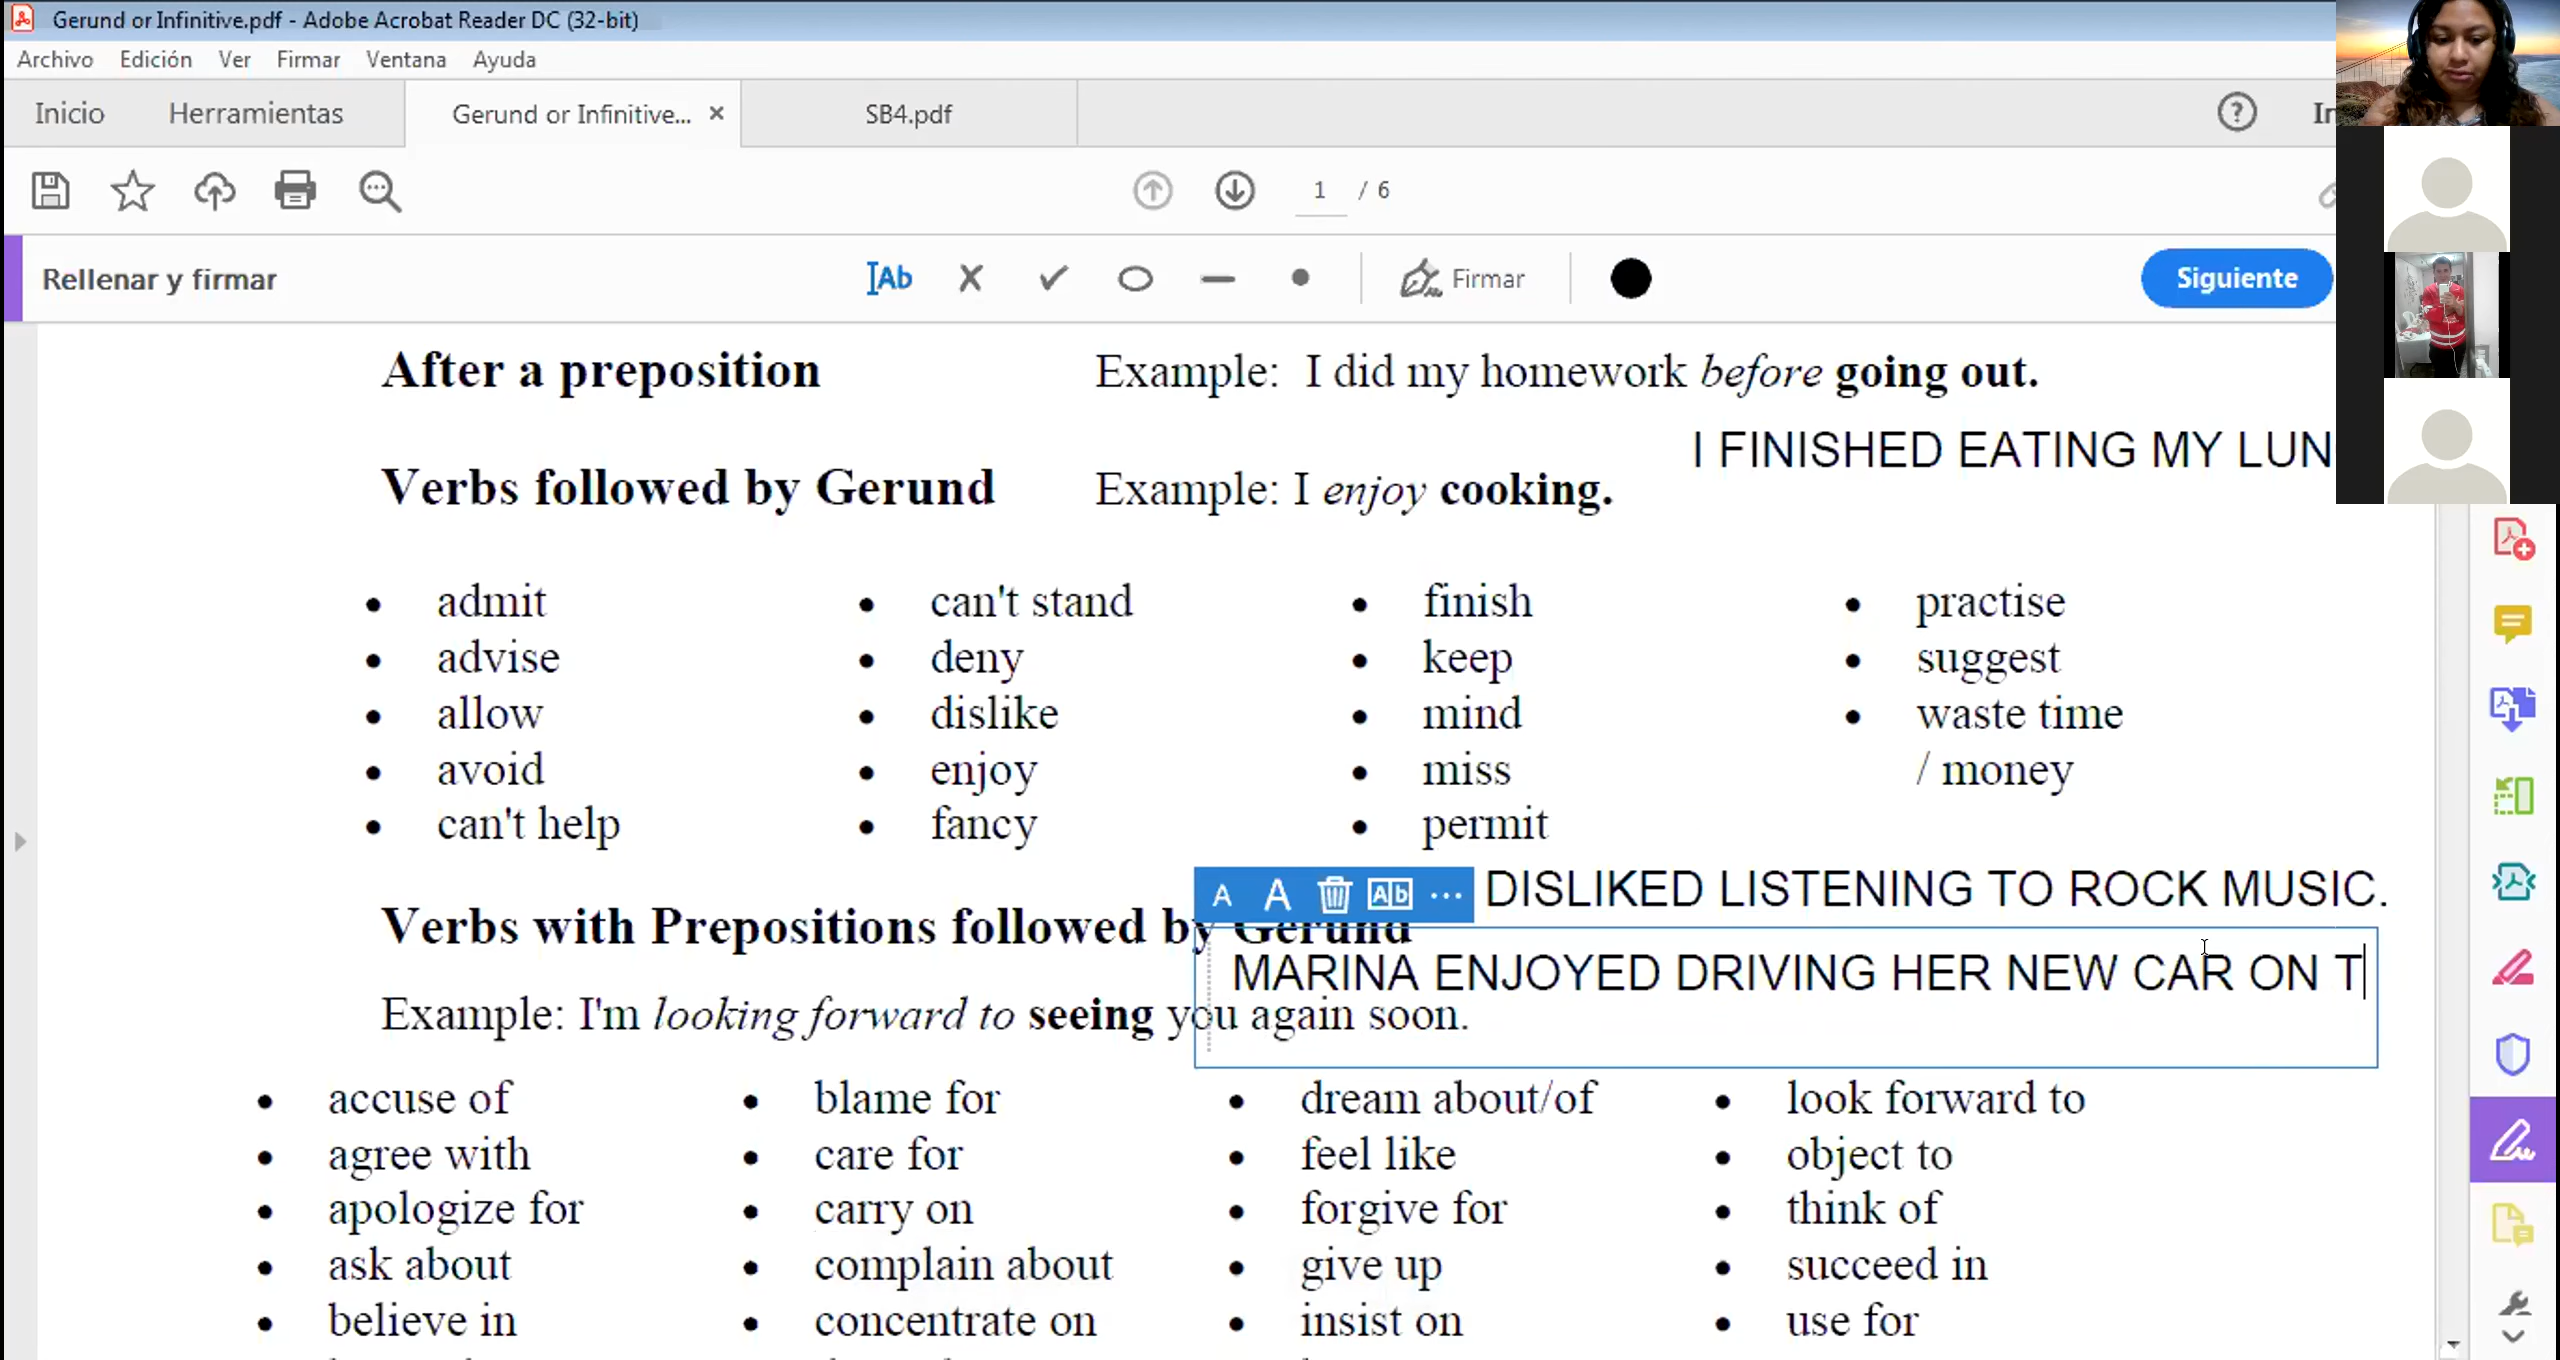 Gerund or Infinitive.pdf - Adobe Acrobat Reader DC (32-bit)
Archivo Edición Ver Firmar Ventana Ayuda
Inicio Herramientas Gerund or Infinitive... × SB4.pdf ? In
1 / 6
Rellenar y firmar Ab Firmar Siguiente
After a preposition Example: I did my homework before going out.
I FINISHED EATING MY LUN
Verbs followed by Gerund Example: I enjoy cooking.
• admit • can't stand • finish • practise
• advise • deny • keep • suggest
• allow • dislike • mind • waste time
• avoid • enjoy • miss / money
• can't help • fancy • permit
A A Ab ... DISLIKED LISTENING TO ROCK MUSIC.
Verbs with Prepositions followed by Gerund
MARINA ENJOYED DRIVING HER NEW CAR ON T
Example: I'm looking forward to seeing you again soon.
• accuse of • blame for • dream about/of • look forward to
• agree with • care for • feel like • object to
• apologize for • carry on • forgive for • think of
• ask about • complain about • give up • succeed in
• believe in • concentrate on • insist on • use for